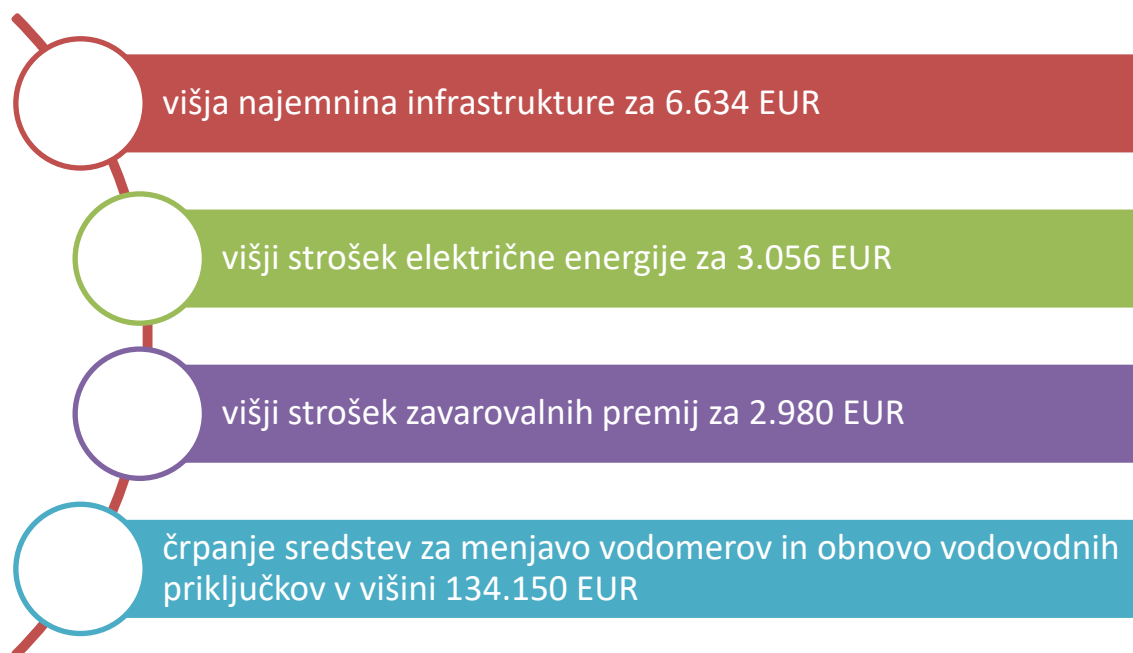 višja najemnina infrastrukture za 6.634 EUR
višji strošek električne energije za 3.056 EUR
višji strošek zavarovalnih premij za 2.980 EUR
črpanje sredstev za menjavo vodomerov in obnovo vodovodnih
priključkov v višini 134.150 EUR